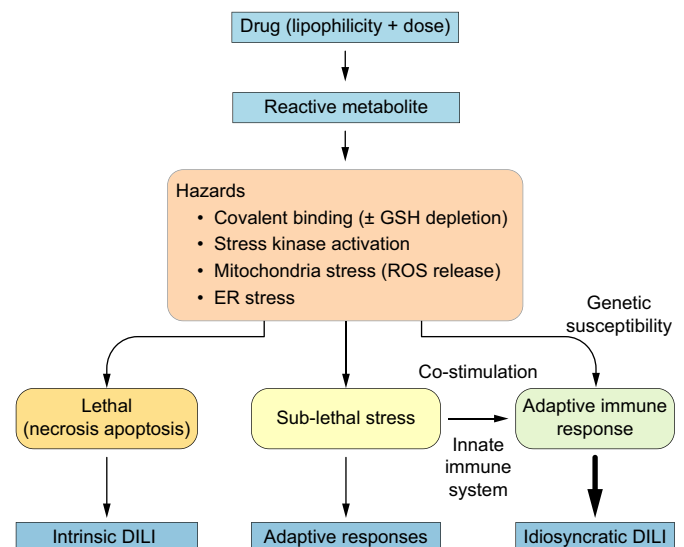 Drug (lipophilicity + dose)
Reactive metabolite
Hazards
• Covalent binding (± GSH depletion)
• Stress kinase activation
• Mitochondria stress (ROS release)
• ER stress
Genetic
susceptibility
Co-stimulation
Lethal
(necrosis apoptosis)
Sub-lethal stress
Adaptive immune
response
Innate
immune
system
Intrinsic DILI
Adaptive responses
Idiosyncratic DILI